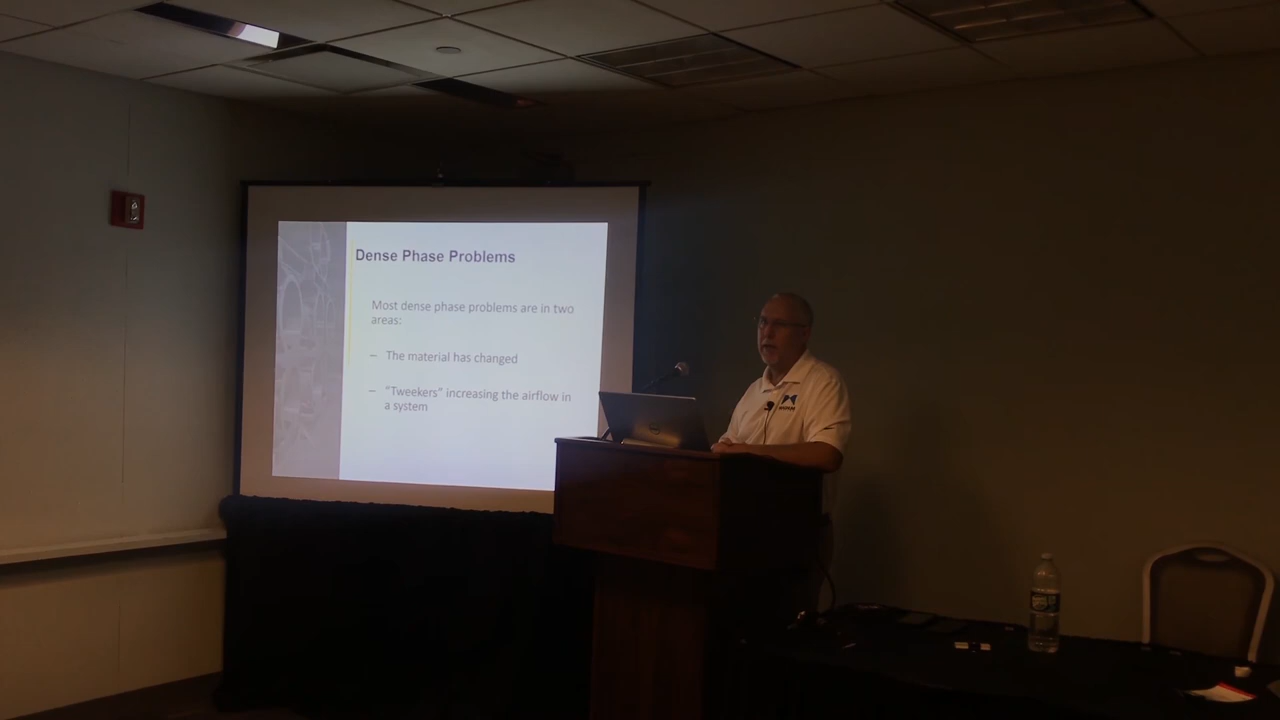 Dense Phase Problems
Most dense phase problems are in two
areas:
– The material has changed
– "Tweekers" increasing the airflow in
a system